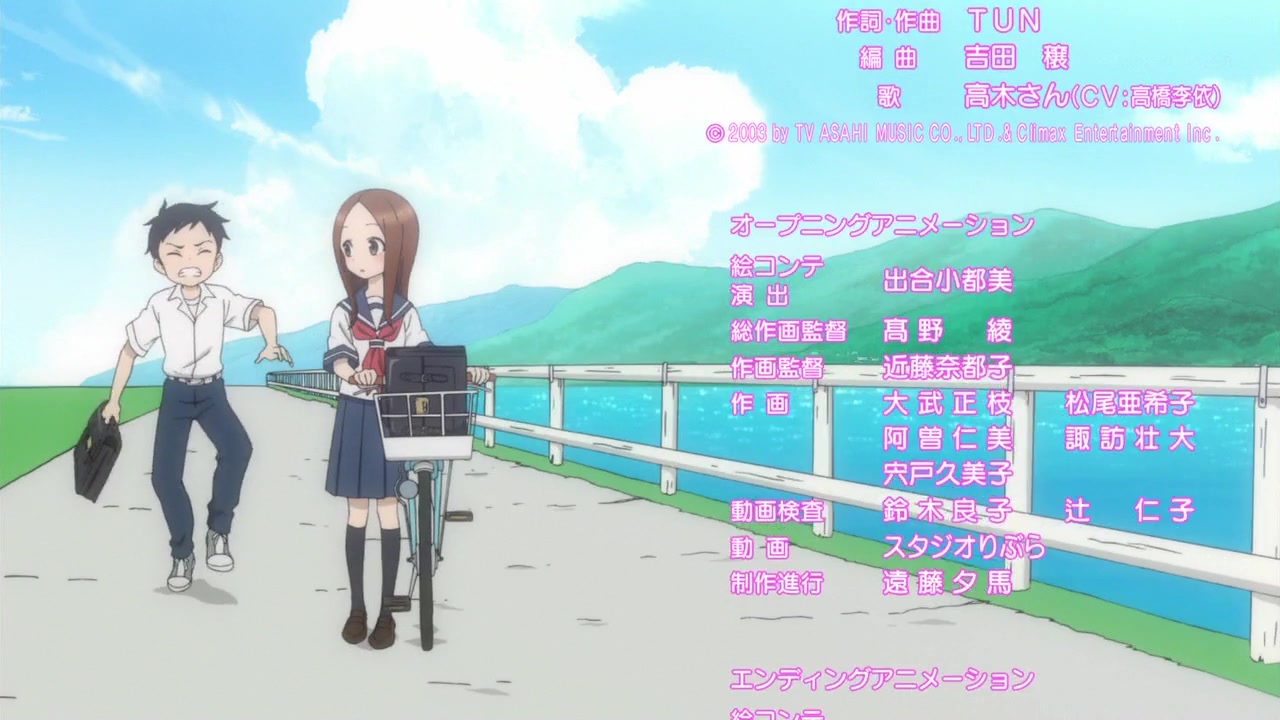 作詞・作曲 TUN
編曲 吉田 穣
歌 高木さん(CV:高橋李依)
© 2003 by TV ASAHI MUSIC CO., LTD .& Climax Entertainment Inc .
オープニングアニメーション
絵コンテ
演出 出合小都美
総作画監督 髙野 綾
作画監督 近藤奈都子
作画 大武正枝 松尾亜希子
阿曽仁美 諏訪壮大
宍戸久美子
動画検査 鈴木良子 辻 仁子
動画 スタジオりぷら
制作進行 遠藤夕馬
エンディングアニメーション
絵コンテ